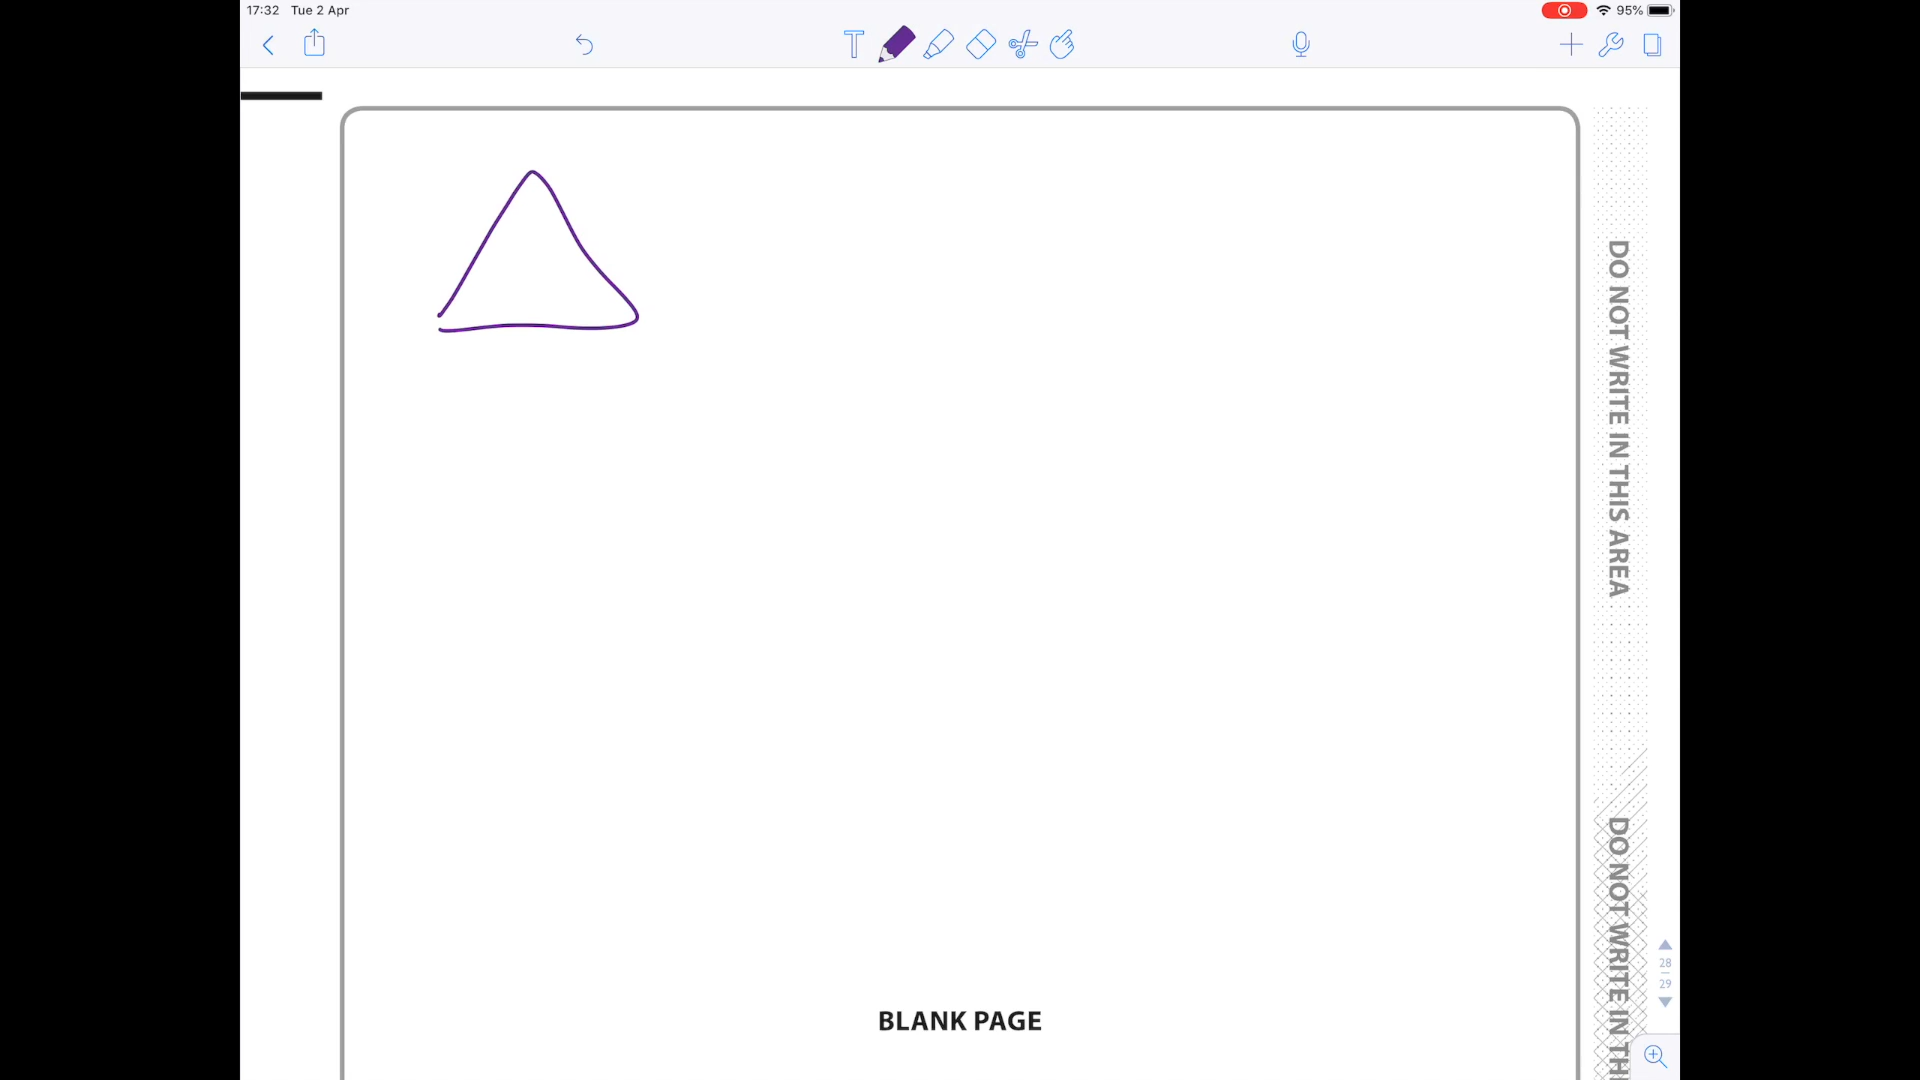 17:32 Tue 2 Apr
95%
T
DO NOT WRITE IN THIS AREA
DO NOT WRITE IN TH
28
29
BLANK PAGE